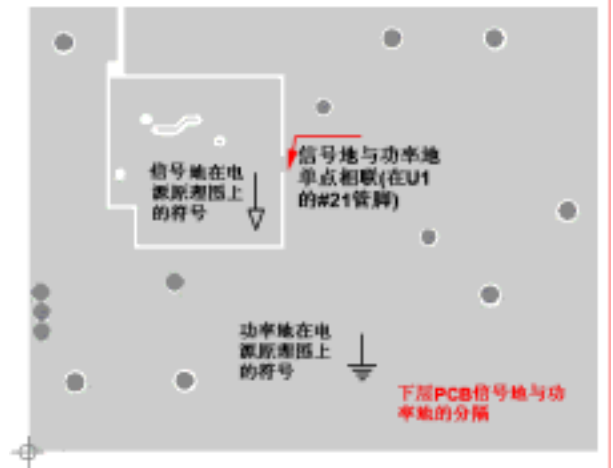 信号地与功率地
单点相联(在U1
的#21管脚)
信号地在电
源原理图上
的符号
功率地在电
源原理图上
的符号
下层PCB信号地与功
率地的分隔